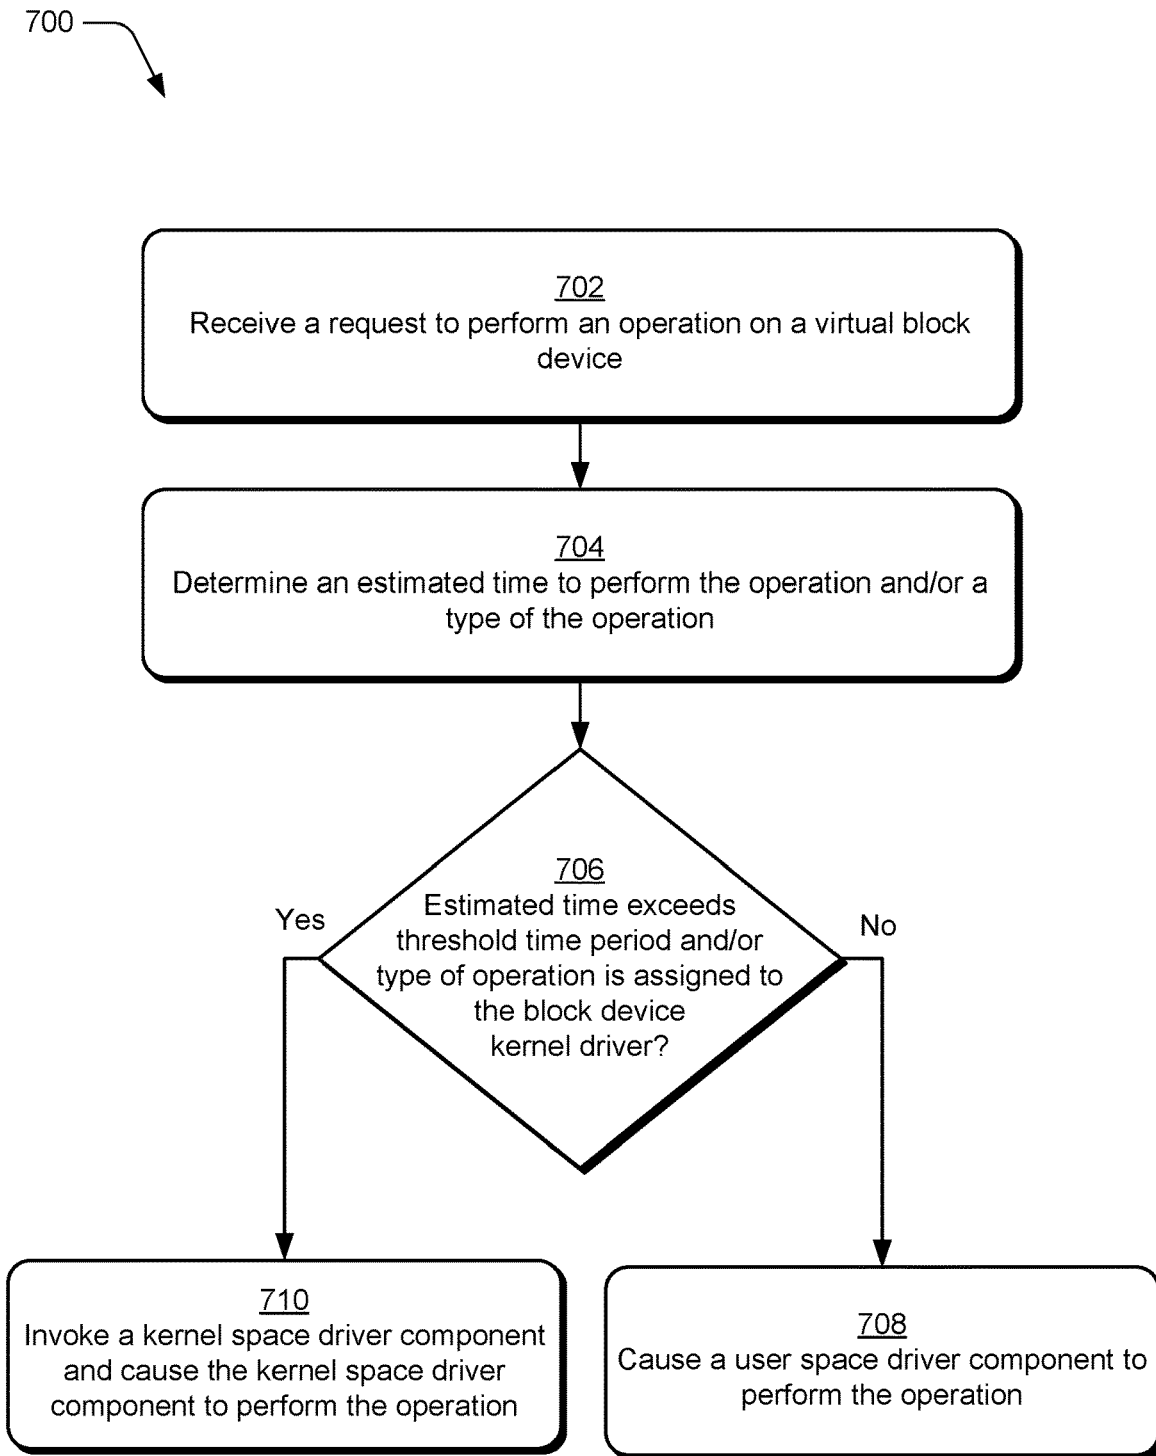 700
702
Receive a request to perform an operation on a virtual block
device
704
Determine an estimated time to perform the operation and/or a
type of the operation
706
Estimated time exceeds
threshold time period and/or
type of operation is assigned to
the block device
kernel driver?
Yes
No
710
Invoke a kernel space driver component
and cause the kernel space driver
component to perform the operation
708
Cause a user space driver component to
perform the operation